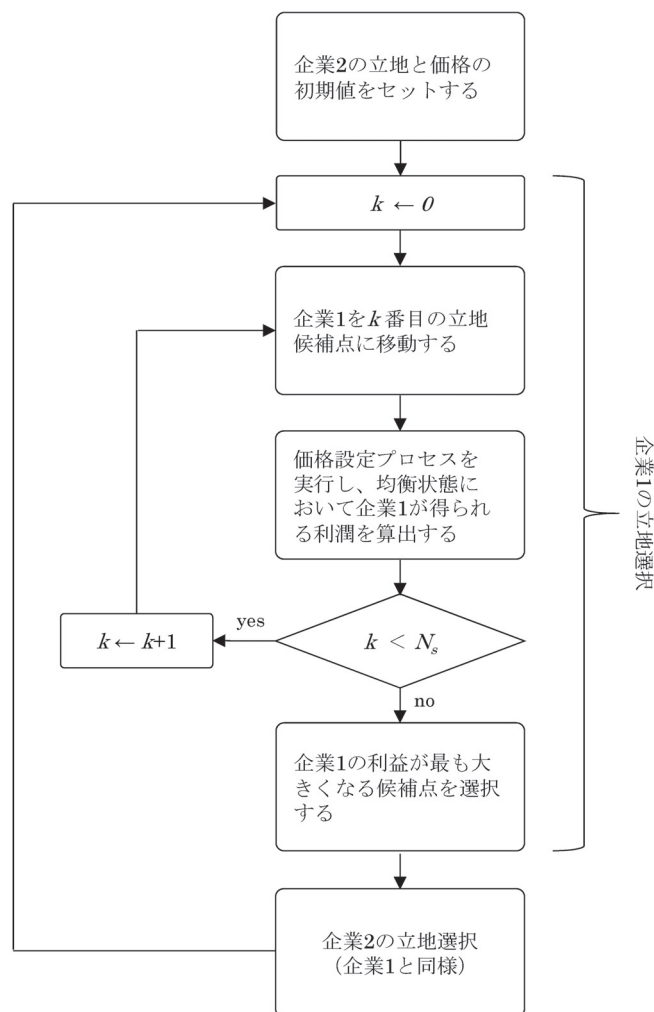 企業2の立地と価格の
初期値をセットする
k ← 0
企業1をk番目の立地
候補点に移動する
価格設定プロセスを
実行し、均衡状態に
おいて企業1が得られ
る利潤を算出する
k < Ns
yes
k ← k+1
no
企業1の利益が最も大
きくなる候補点を選択
する
企業2の立地選択
（企業1と同様）
企業1の立地選択